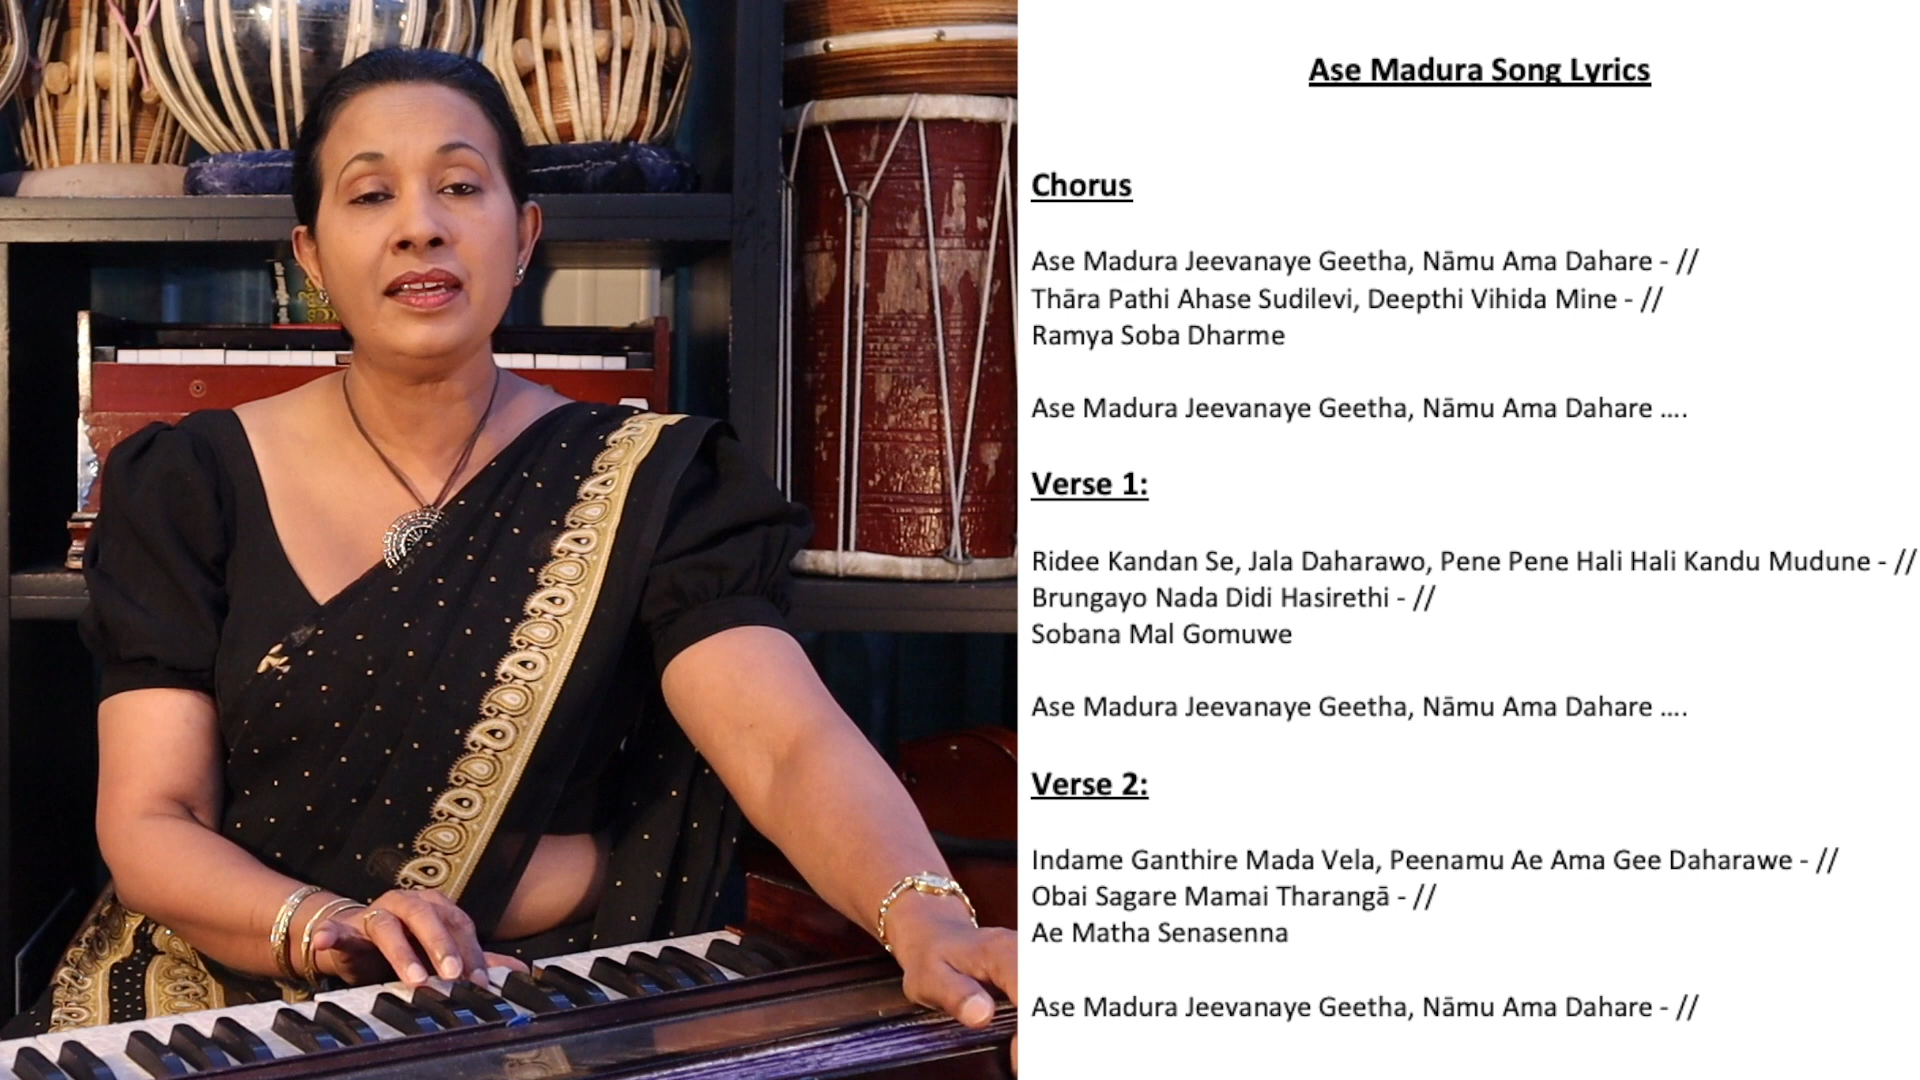 Ase Madura Song Lyrics
Chorus
Ase Madura Jeevanaye Geetha, Nāmu Ama Dahare - //
Thāra Pathi Ahase Sudilevi, Deepthi Vihida Mine - //
Ramya Soba Dharme
Ase Madura Jeevanaye Geetha, Nāmu Ama Dahare ....
Verse 1:
Ridee Kandan Se, Jala Daharawo, Pene Pene Hali Hali Kandu Mudune - //
Brungayo Nada Didi Hasirethi - //
Sobana Mal Gomuwe
Ase Madura Jeevanaye Geetha, Nāmu Ama Dahare ....
Verse 2:
Indame Ganthire Mada Vela, Peenamu Ae Ama Gee Daharawe - //
Obai Sagare Mamai Tharangā - //
Ae Matha Senasenna
Ase Madura Jeevanaye Geetha, Nāmu Ama Dahare - //